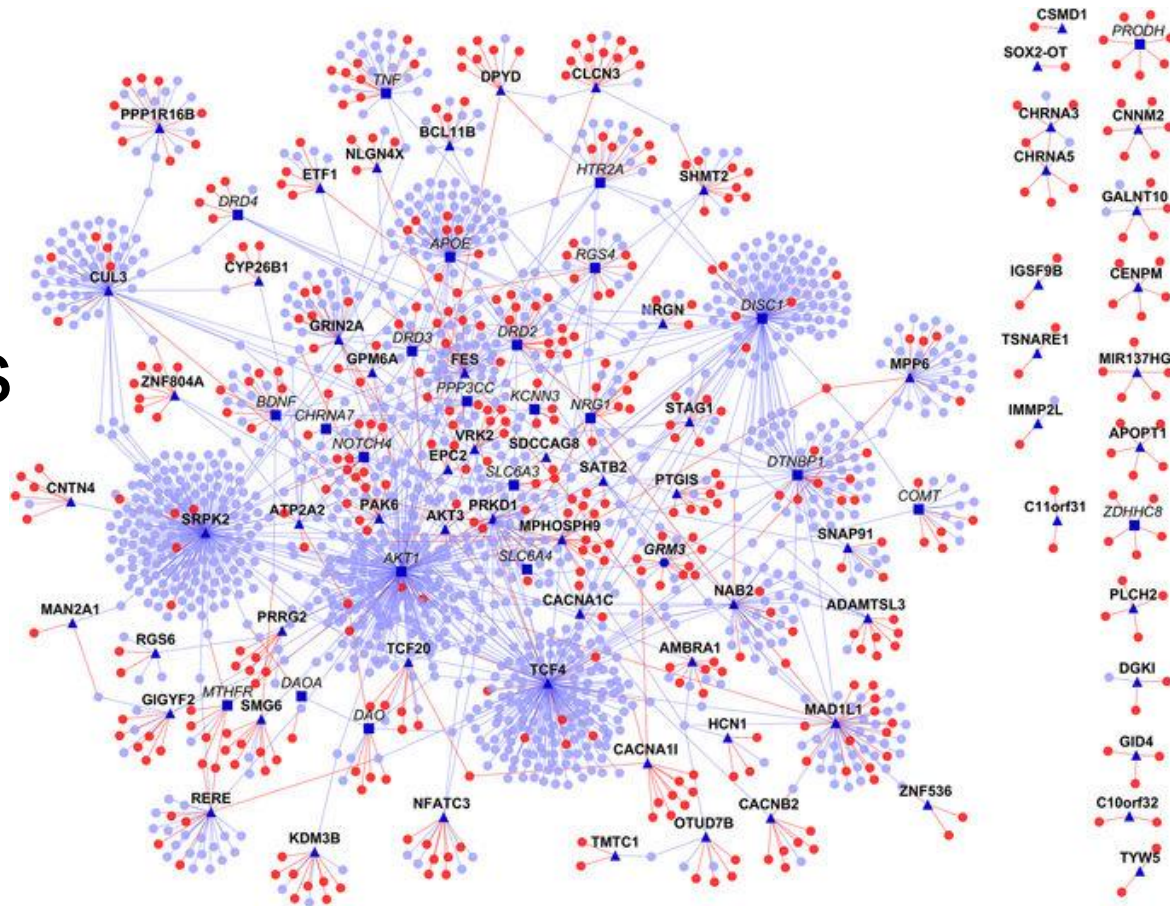 CSMD1
PRODH
SOX2-OT
TNF
DPYD
CLCN3
PPP1R16B
BCL11B
CHRNA3
CNNM2
NLGN4X
ETF1
HTR2A
SHMT2
CHRNA5
DRD4
GALNT10
APOE
RGS4
CYP26B1
CUL3
IGSF9B
CENPM
DISC1
NRGN
GRIN2A
DRD3
DRD2
TSNARE1
GPM6A
FES
MPP6
MIR137HG
S
ZNF804A
PPP3CC
KCNN3
BDNF
NRG1
STAG1
IMMP2L
CHRNA7
VRK2
APOPT1
NOTCH4
SDCCAG8
EPC2
DTNBP1
SLC6A3
SATB2
PTGIS
CNTN4
COMT
C11orf31
ZDHHC8
PAK6
PRKD1
SRPK2
ATP2A2
AKT3
MPHOSPH9
SNAP91
AKT1
SLC6A4
GRM3
PLCH2
CACNA1C
NAB2
ADAMTSL3
MAN2A1
PRRG2
RGS6
TCF20
TCF4
AMBRA1
DGKI
DAOA
MTHFR
GIGYF2
SMG6
DAO
MAD1L1
HCN1
GID4
CACNA1I
RERE
NFATC3
ZNF536
CACNB2
C10orf32
KDM3B
OTUD7B
TMTC1
TYW5